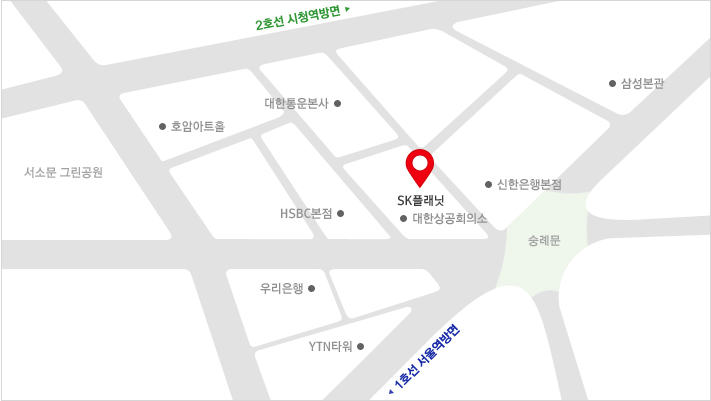 2호선 시청역방면 ▸
삼성본관
대한통운본사
호암아트홀
서소문 그린공원
신한은행본점
SK플래닛
HSBC본점
대한상공회의소
숭례문
우리은행
YTN타워
◂ 1호선 서울역방면